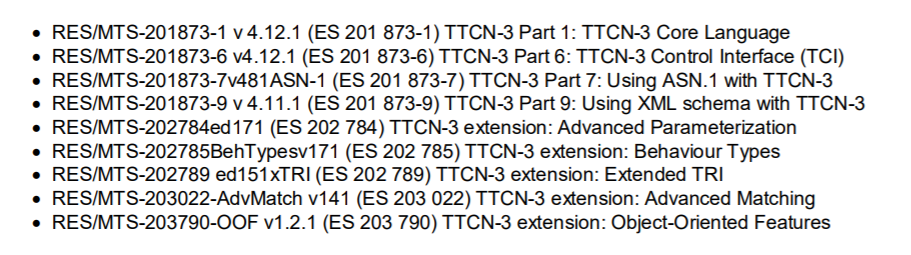 • RES/MTS-201873-1 v 4.12.1 (ES 201 873-1) TTCN-3 Part 1: TTCN-3 Core Language
• RES/MTS-201873-6 v4.12.1 (ES 201 873-6) TTCN-3 Part 6: TTCN-3 Control Interface (TCI)
• RES/MTS-201873-7v481ASN-1 (ES 201 873-7) TTCN-3 Part 7: Using ASN.1 with TTCN-3
• RES/MTS-201873-9 v 4.11.1 (ES 201 873-9) TTCN-3 Part 9: Using XML schema with TTCN-3
• RES/MTS-202784ed171 (ES 202 784) TTCN-3 extension: Advanced Parameterization
• RES/MTS-202785BehTypesv171 (ES 202 785) TTCN-3 extension: Behaviour Types
• RES/MTS-202789 ed151xTRI (ES 202 789) TTCN-3 extension: Extended TRI
• RES/MTS-203022-AdvMatch v141 (ES 203 022) TTCN-3 extension: Advanced Matching
• RES/MTS-203790-OOF v1.2.1 (ES 203 790) TTCN-3 extension: Object-Oriented Features